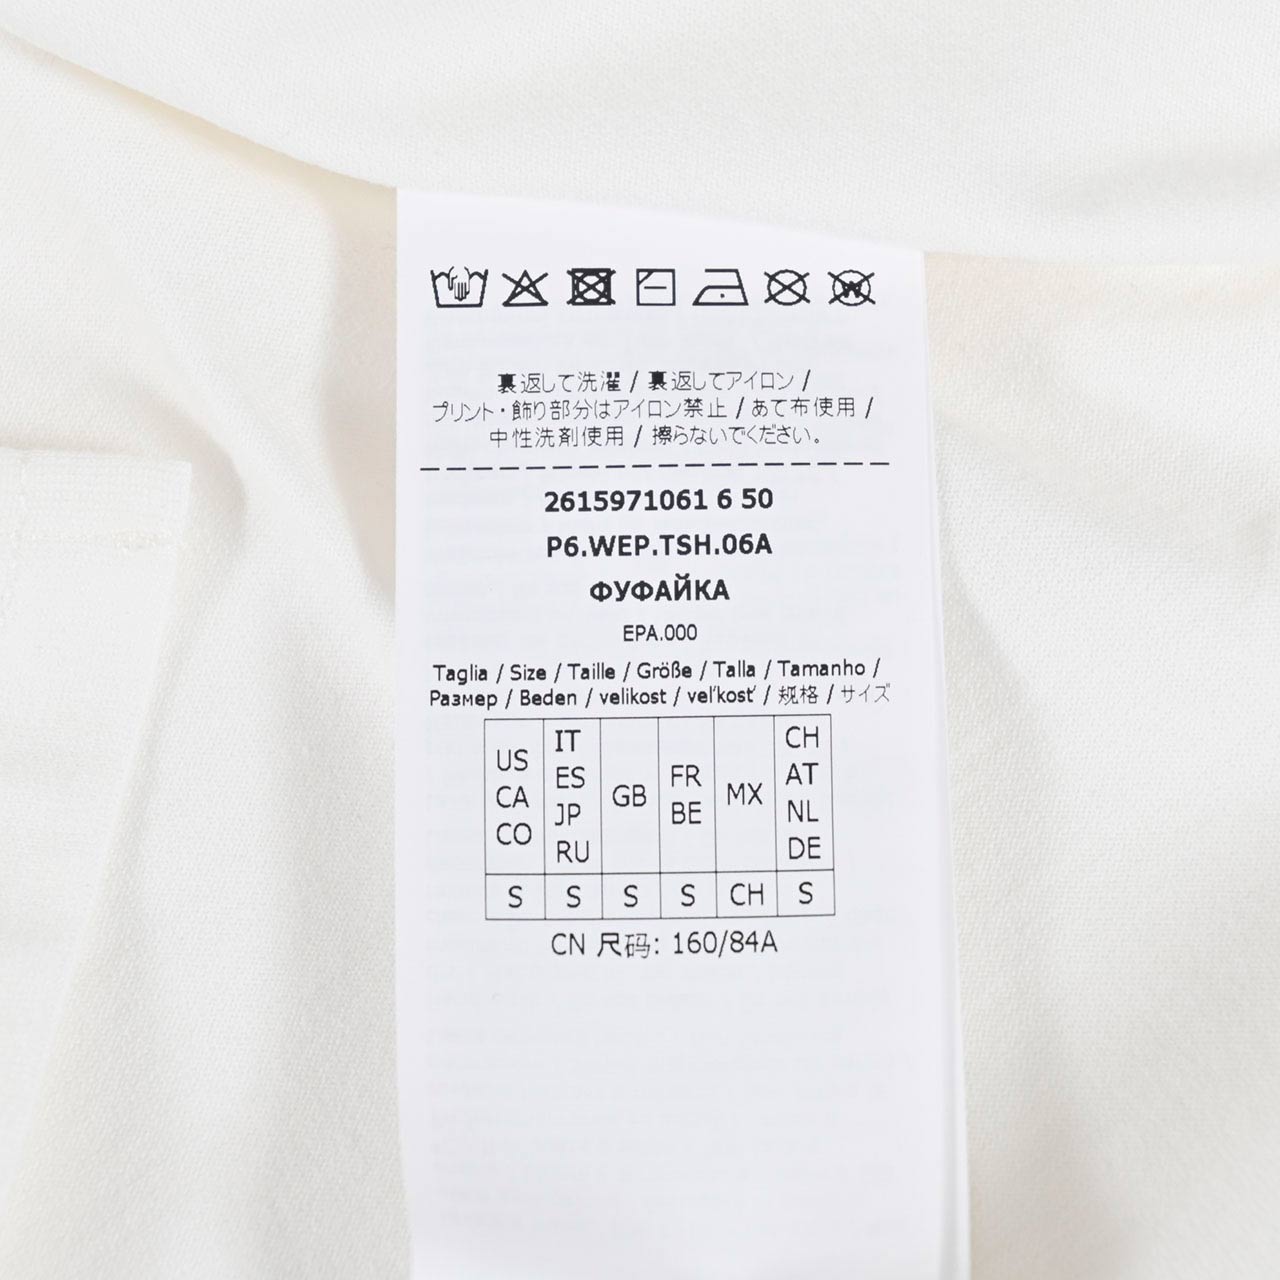 裏返して洗濯 / 裏返してアイロン /
プリント・飾り部分はアイロン禁止 / あて布使用 /
中性洗剤使用 / 擦らないでください。
2615971061 6 50
P6.WEP.TSH.06A
ФУФАЙКА
EPA.000
Taglia / Size / Taille / Größe / Talla / Tamanho /
Размер / Beden / velikost / veľkosť / 规格 / サイズ
US CA CO IT ES JP RU GB FR BE MX CH AT NL DE
S S S S CH S
CN 尺码: 160/84A